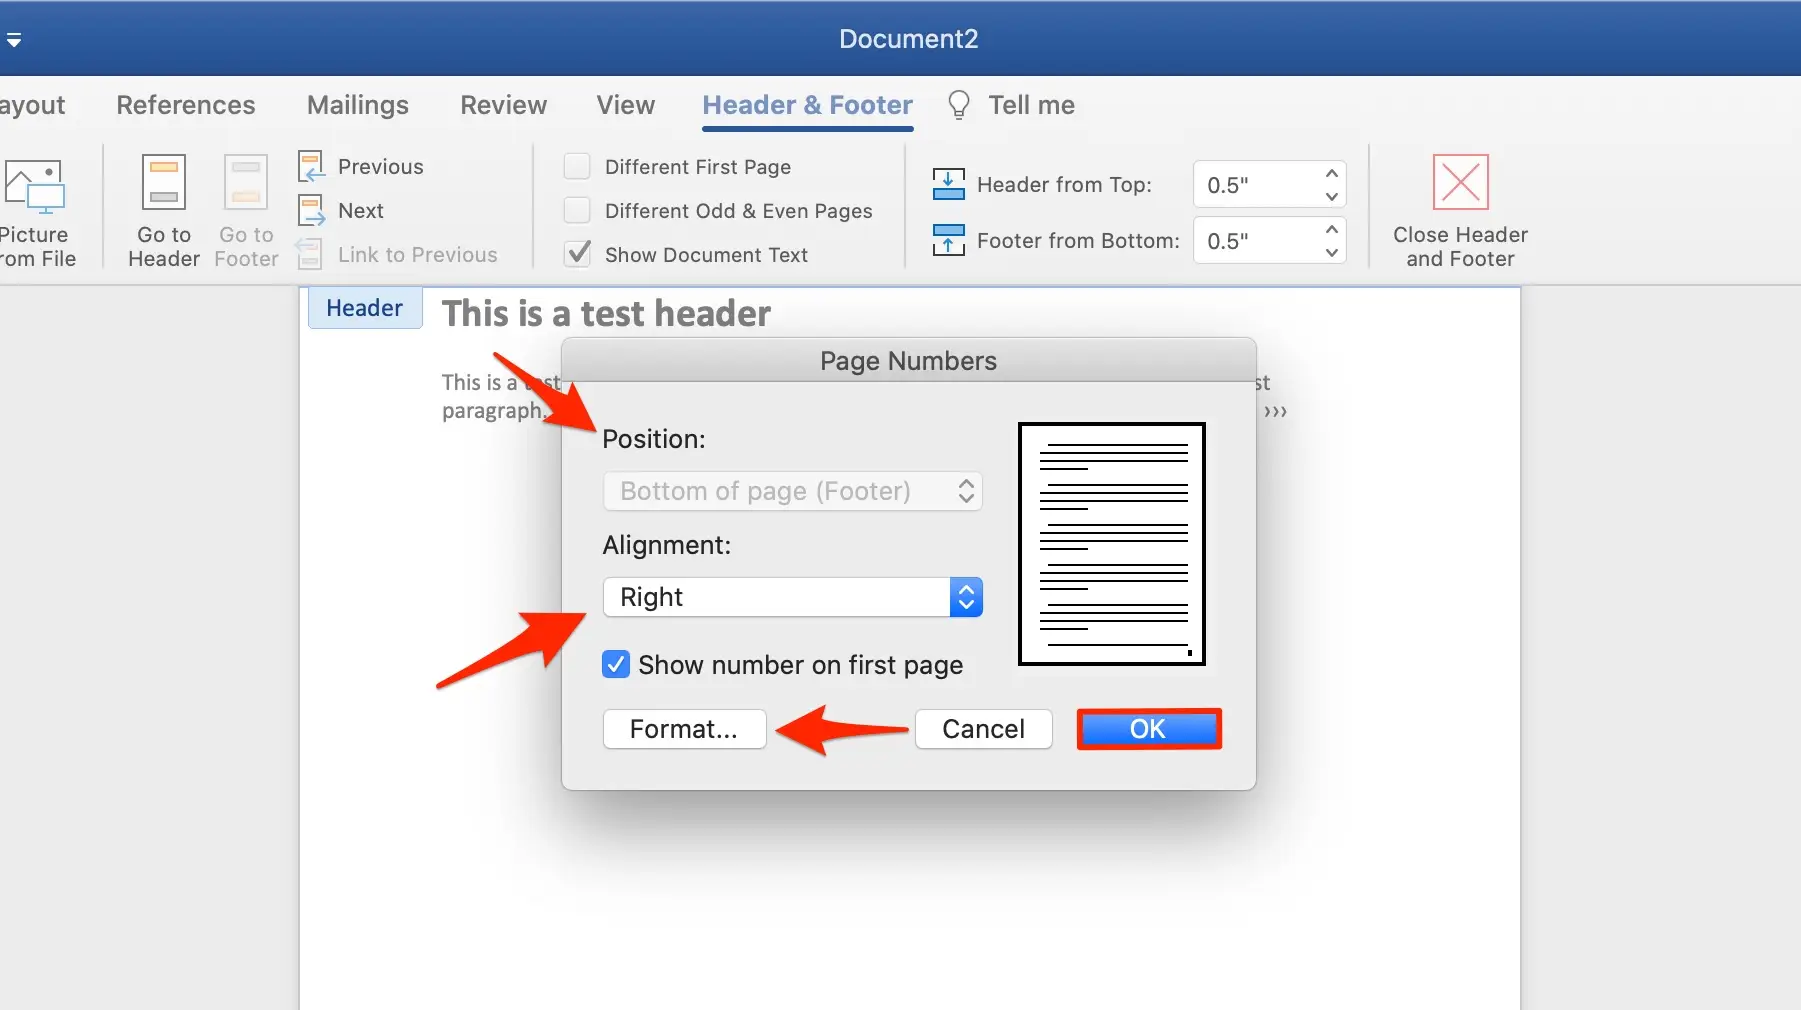 Document2
ayout References Mailings Review View Header & Footer Tell me
Picture
rom File
Go to
Header
Go to
Footer
Previous
Next
Link to Previous
Different First Page
Different Odd & Even Pages
Show Document Text
Header from Top: 0.5"
Footer from Bottom: 0.5"
Close Header
and Footer
Header
This is a test header
This is a test
st
paragraph.
›››
Page Numbers
Position:
Bottom of page (Footer)
Alignment:
Right
Show number on first page
Format... Cancel OK